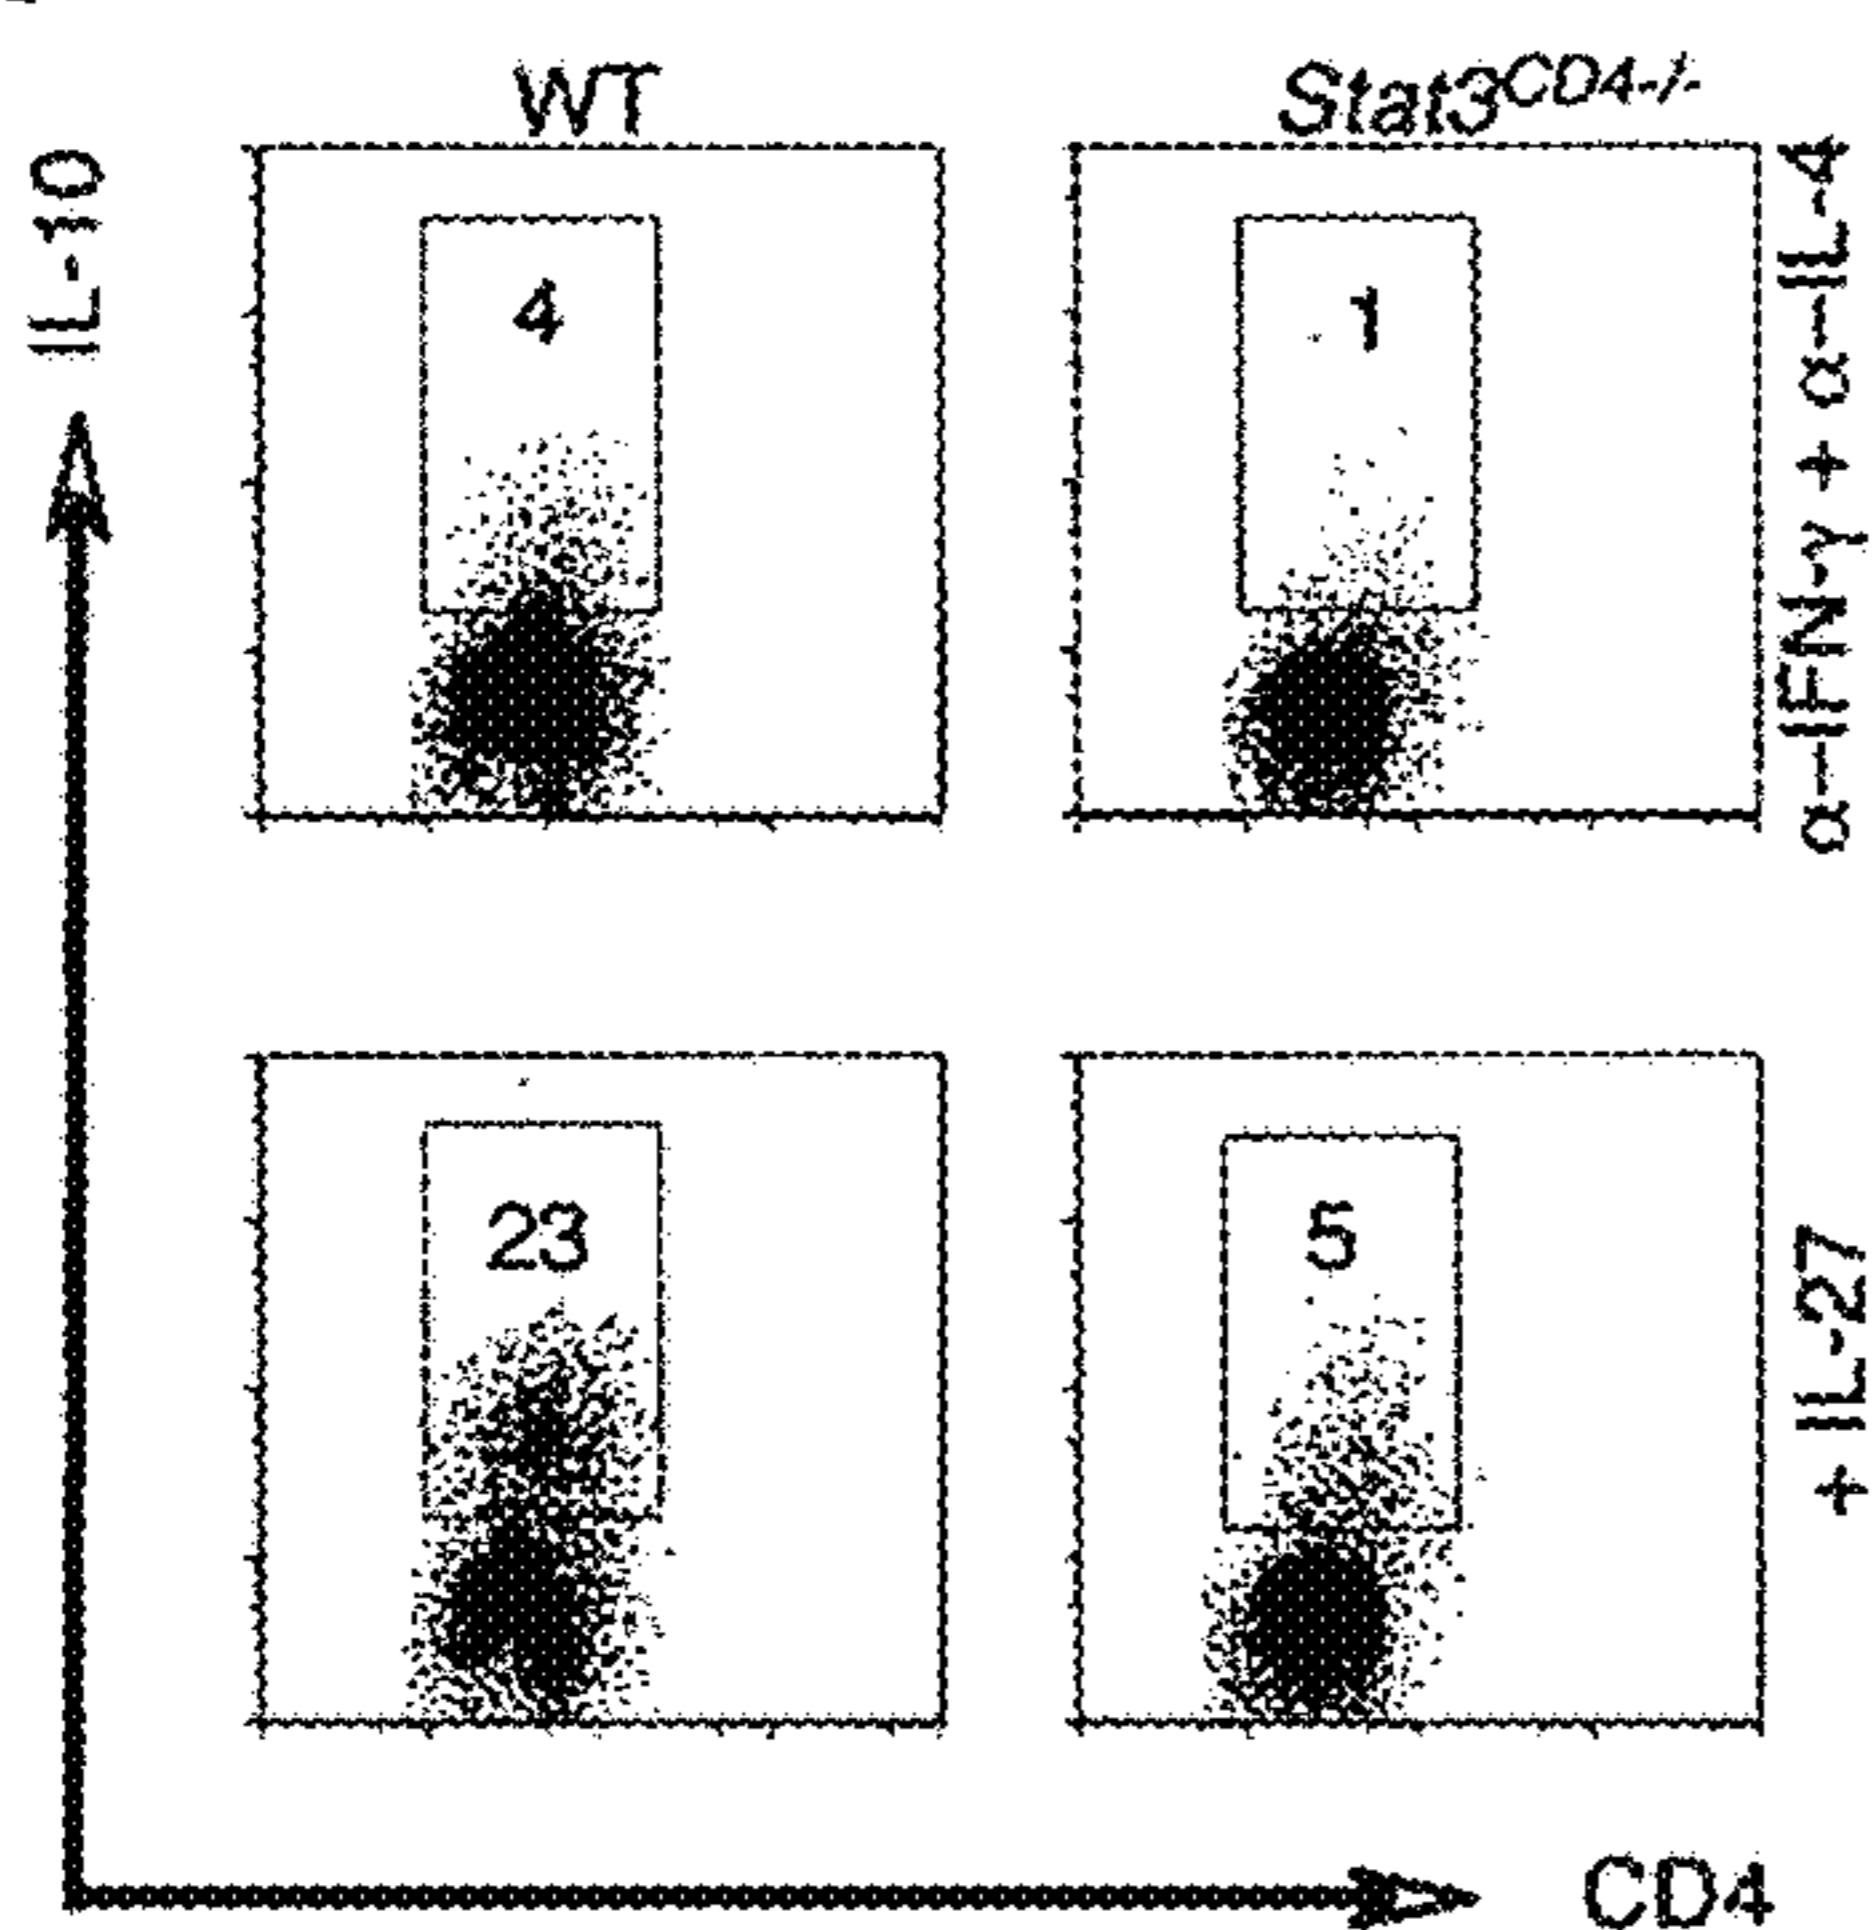 WT
Stat3CD4-/-
IL-10
4
1
α–IFN-γ + α–IL-4
23
5
+ IL-27
CD4